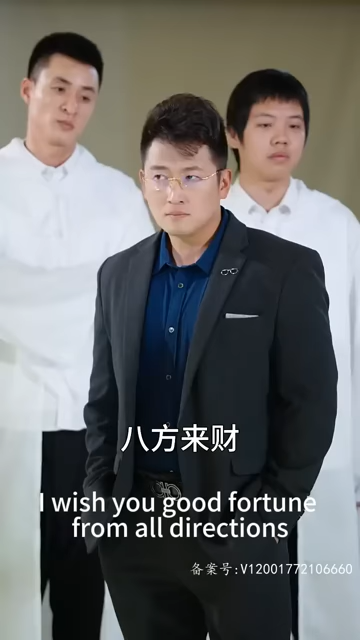 八方来财
I wish you good fortune
from all directions
备案号:V12001772106660